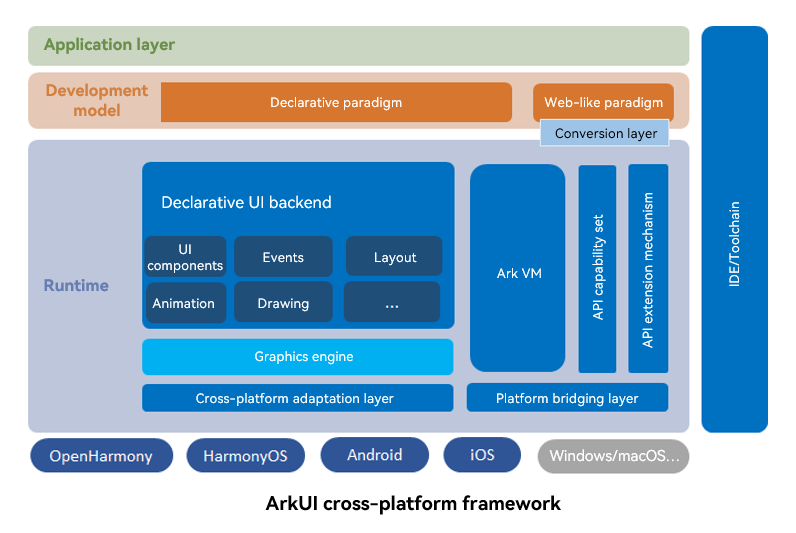 Application layer
Development
model
Declarative paradigm
Web-like paradigm
Conversion layer
Runtime
Declarative UI backend
UI
components
Events
Layout
Animation
Drawing
...
Graphics engine
Cross-platform adaptation layer
Ark VM
API capability set
API extension mechanism
Platform bridging layer
IDE/Toolchain
OpenHarmony
HarmonyOS
Android
iOS
Windows/macOS...
ArkUI cross-platform framework